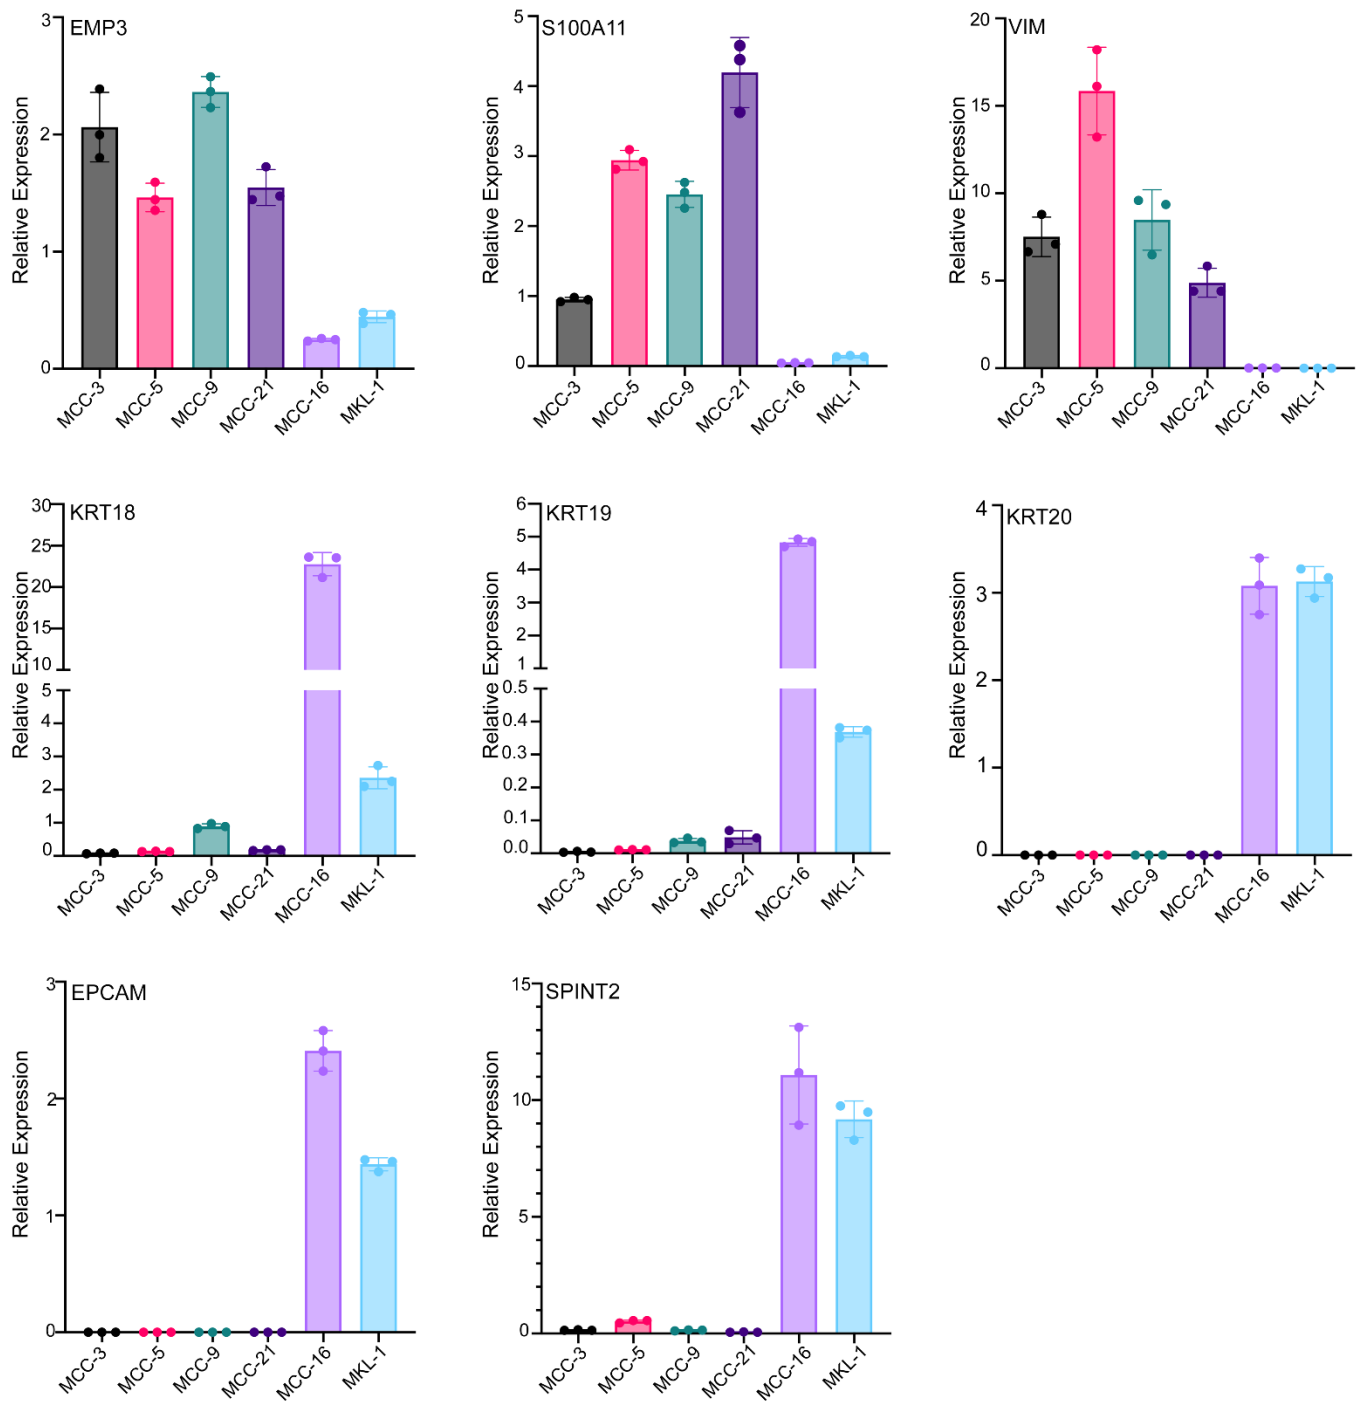 EMP3
Relative Expression
3
2
1
0
MCC-3
MCC-5
MCC-9
MCC-21
MCC-16
MKL-1
S100A11
Relative Expression
5
4
3
2
1
0
MCC-3
MCC-5
MCC-9
MCC-21
MCC-16
MKL-1
VIM
Relative Expression
20
15
10
5
0
MCC-3
MCC-5
MCC-9
MCC-21
MCC-16
MKL-1
KRT18
Relative Expression
30
25
20
15
10
5
4
3
2
1
0
MCC-3
MCC-5
MCC-9
MCC-21
MCC-16
MKL-1
KRT19
Relative Expression
6
5
4
3
2
1
0.5
0.4
0.3
0.2
0.1
0.0
MCC-3
MCC-5
MCC-9
MCC-21
MCC-16
MKL-1
KRT20
Relative Expression
4
3
2
1
0
MCC-3
MCC-5
MCC-9
MCC-21
MCC-16
MKL-1
EPCAM
Relative Expression
3
2
1
0
MCC-3
MCC-5
MCC-9
MCC-21
MCC-16
MKL-1
SPINT2
Relative Expression
15
10
5
0
MCC-3
MCC-5
MCC-9
MCC-21
MCC-16
MKL-1